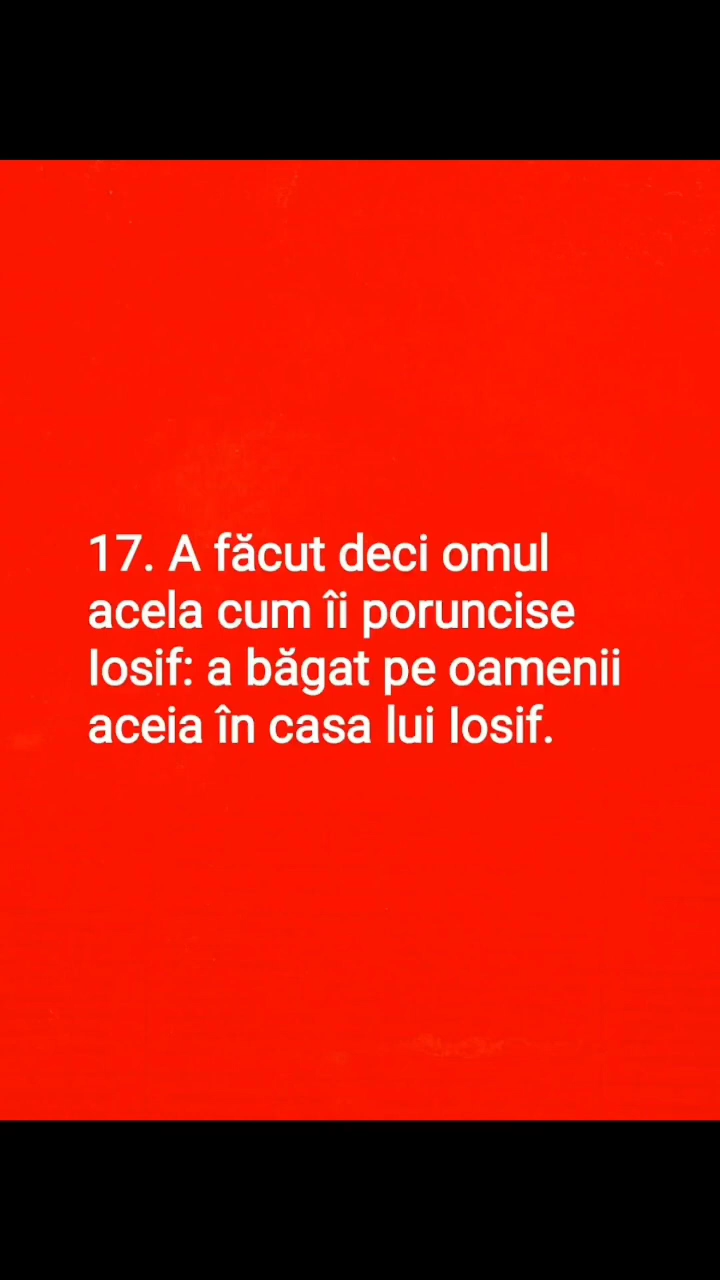 17. A făcut deci omul
acela cum îi poruncise
Iosif: a băgat pe oamenii
aceia în casa lui Iosif.